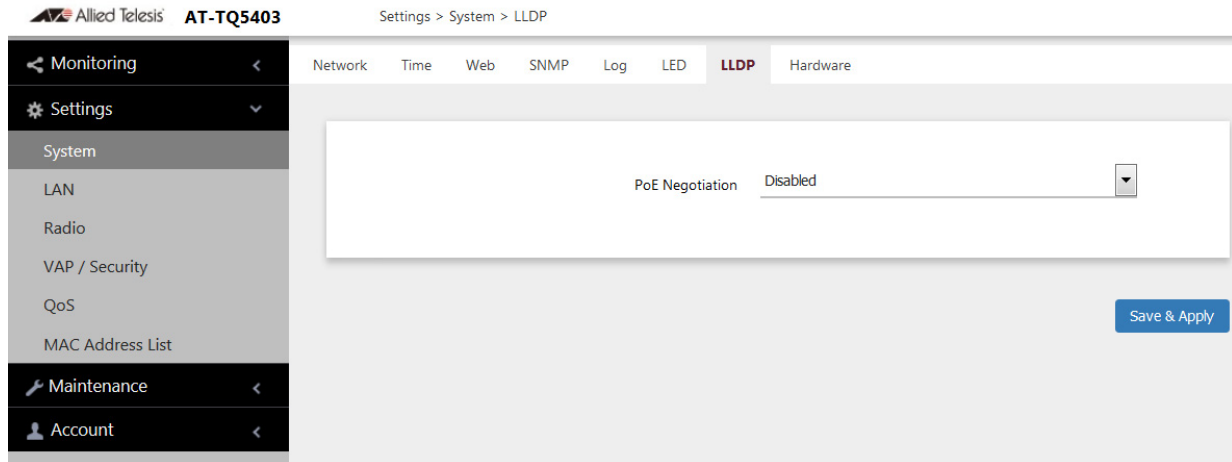 Allied Telesis AT-TQ5403
Settings > System > LLDP
Monitoring
Network Time Web SNMP Log LED LLDP Hardware
Settings
System
PoE Negotiation Disabled
LAN
Radio
VAP / Security
QoS
Save & Apply
MAC Address List
Maintenance
Account